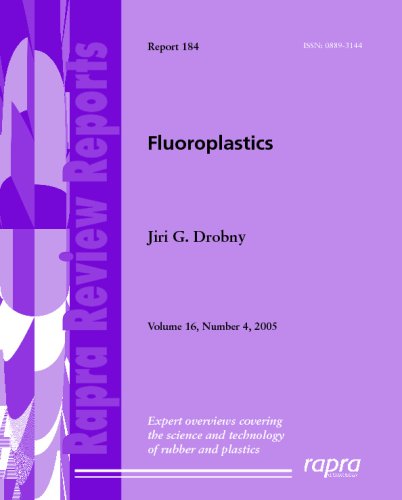 Rapra Review Reports
Report 184
ISSN: 0889-3144
Fluoroplastics
Jiri G. Drobny
Volume 16, Number 4, 2005
Expert overviews covering
the science and technology
of rubber and plastics
rapra
TECHNOLOGY